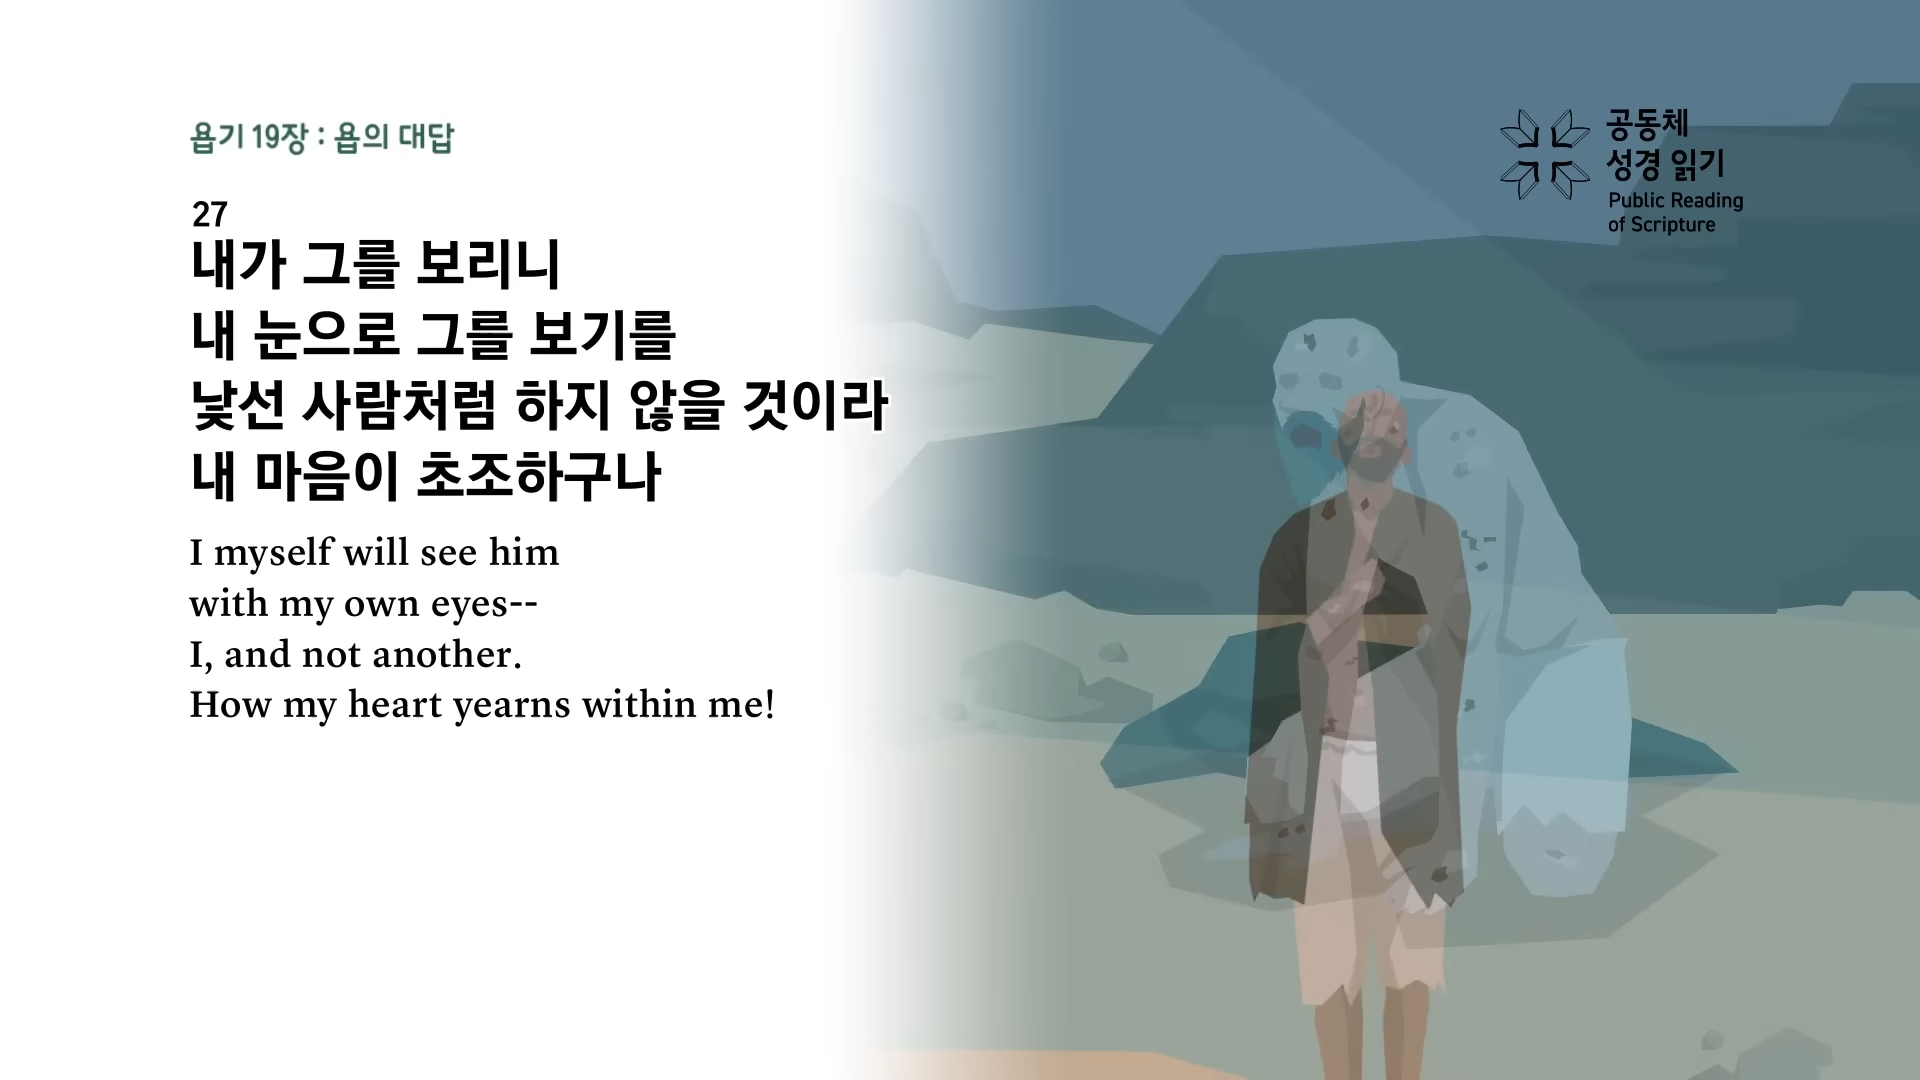 욥기 19장 : 욥의 대답
27
내가 그를 보리니
내 눈으로 그를 보기를
낯선 사람처럼 하지 않을 것이라
내 마음이 초조하구나
I myself will see him
with my own eyes--
I, and not another.
How my heart yearns within me!
공동체
성경 읽기
Public Reading
of Scripture